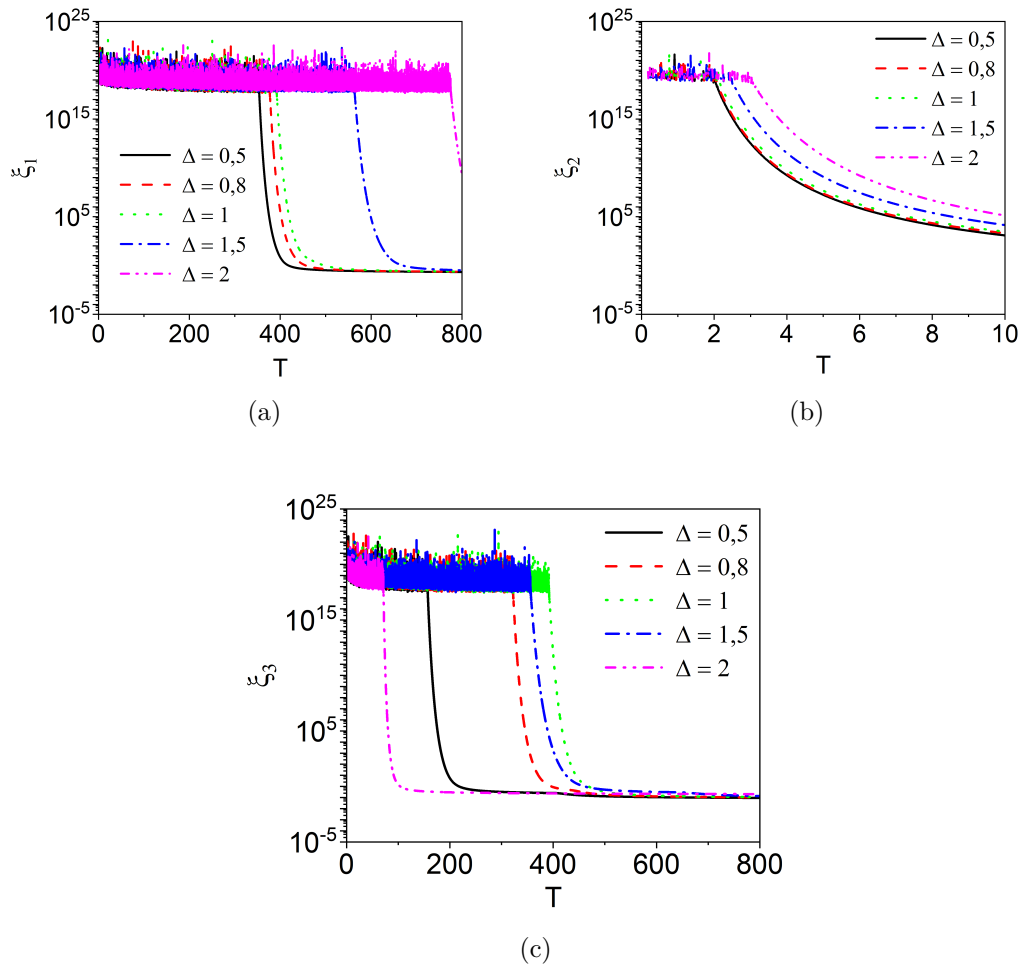 10^25
10^15
10^5
10^-5
ξ₁
Δ = 0,5
Δ = 0,8
Δ = 1
Δ = 1,5
Δ = 2
0 200 400 600 800
T
(a)
10^25
10^15
10^5
10^-5
ξ₂
Δ = 0,5
Δ = 0,8
Δ = 1
Δ = 1,5
Δ = 2
0 2 4 6 8 10
T
(b)
10^25
10^15
10^5
10^-5
ξ₃
Δ = 0,5
Δ = 0,8
Δ = 1
Δ = 1,5
Δ = 2
0 200 400 600 800
T
(c)